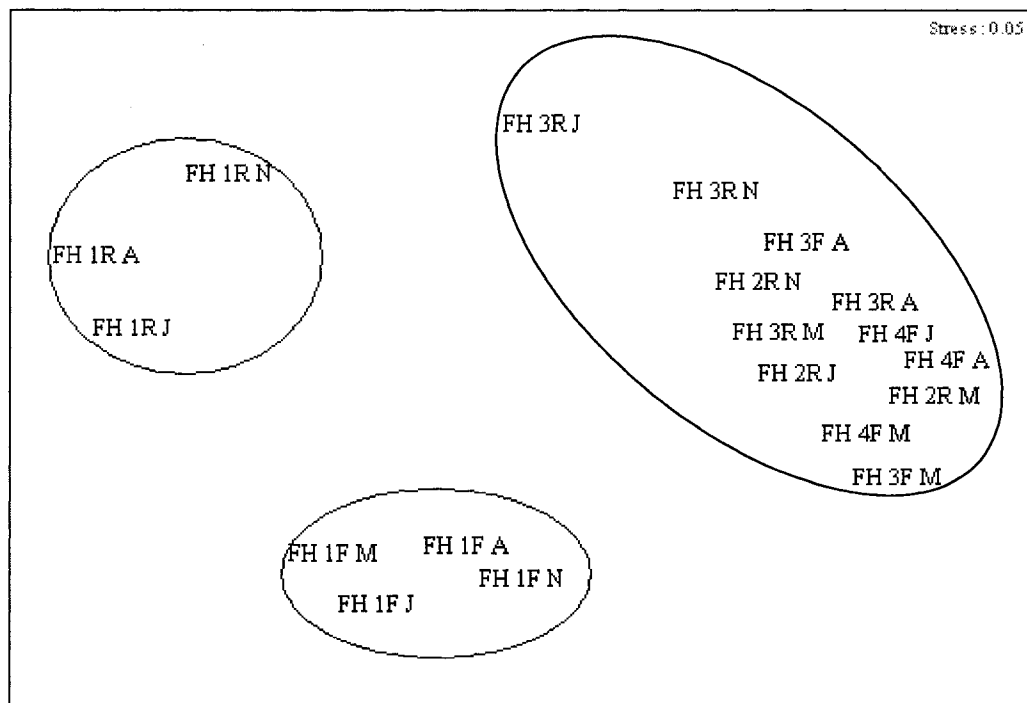 Stress: 0.05
FH 3R J
FH 1R N
FH 3R N
FH 3F A
FH 1R A
FH 2R N
FH 3R A
FH 1R J
FH 3R M
FH 4F J
FH 4F A
FH 2R J
FH 2R M
FH 4F M
FH 3F M
FH 1F M
FH 1F A
FH 1F N
FH 1F J